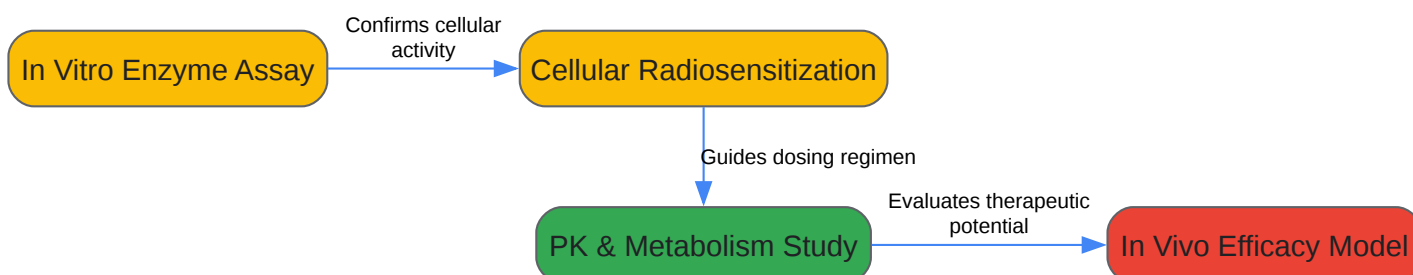 Confirms cellular
activity
In Vitro Enzyme Assay
Cellular Radiosensitization
Guides dosing regimen
Evaluates therapeutic
potential
PK & Metabolism Study
In Vivo Efficacy Model